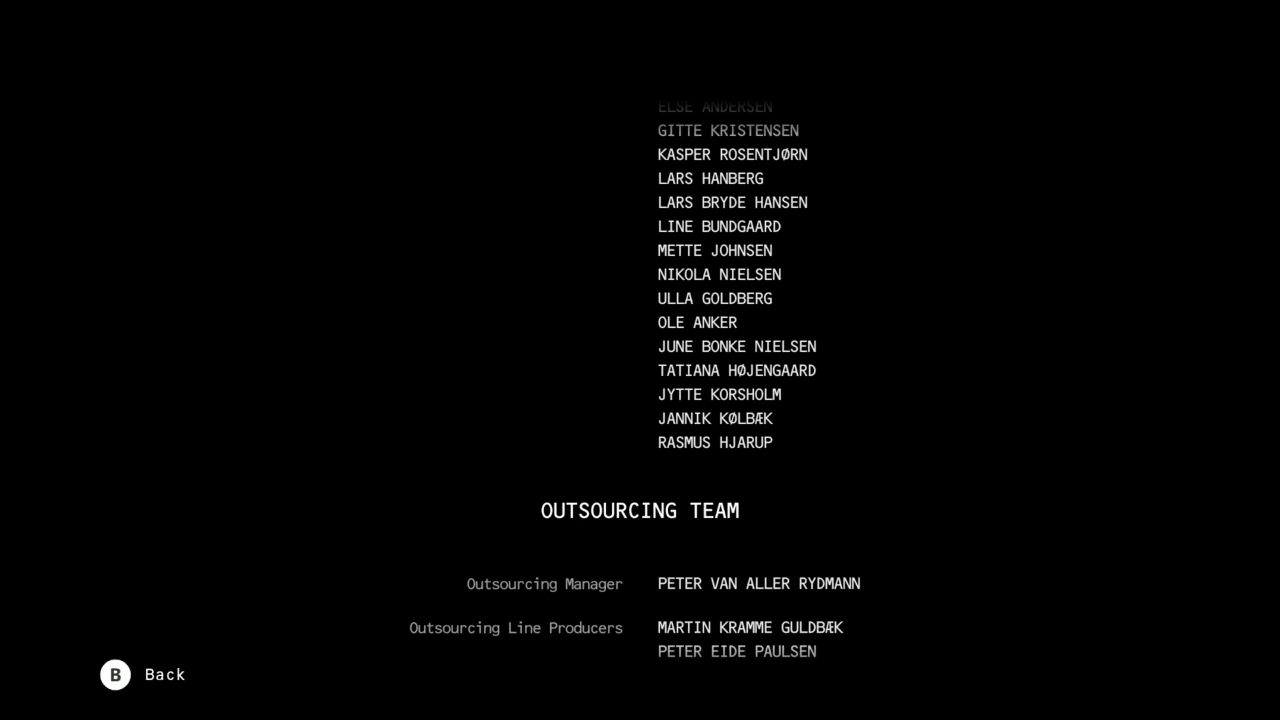 ELSE ANDERSEN
GITTE KRISTENSEN
KASPER ROSENTJØRN
LARS HANBERG
LARS BRYDE HANSEN
LINE BUNDGAARD
METTE JOHNSEN
NIKOLA NIELSEN
ULLA GOLDBERG
OLE ANKER
JUNE BONKE NIELSEN
TATIANA HØJENGAARD
JYTTE KORSHOLM
JANNIK KØLBÆK
RASMUS HJARUP
OUTSOURCING TEAM
Outsourcing Manager PETER VAN ALLER RYDMANN
Outsourcing Line Producers MARTIN KRAMME GULDBÆK
PETER EIDE PAULSEN
B Back